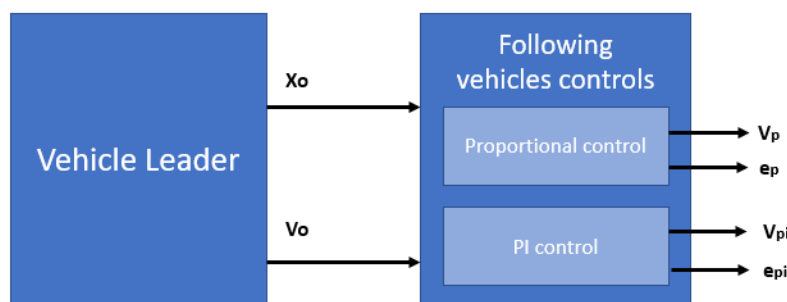 Following
vehicles controls
Xo
Vehicle Leader
Proportional control
Vp
ep
Vo
PI control
Vpi
epi